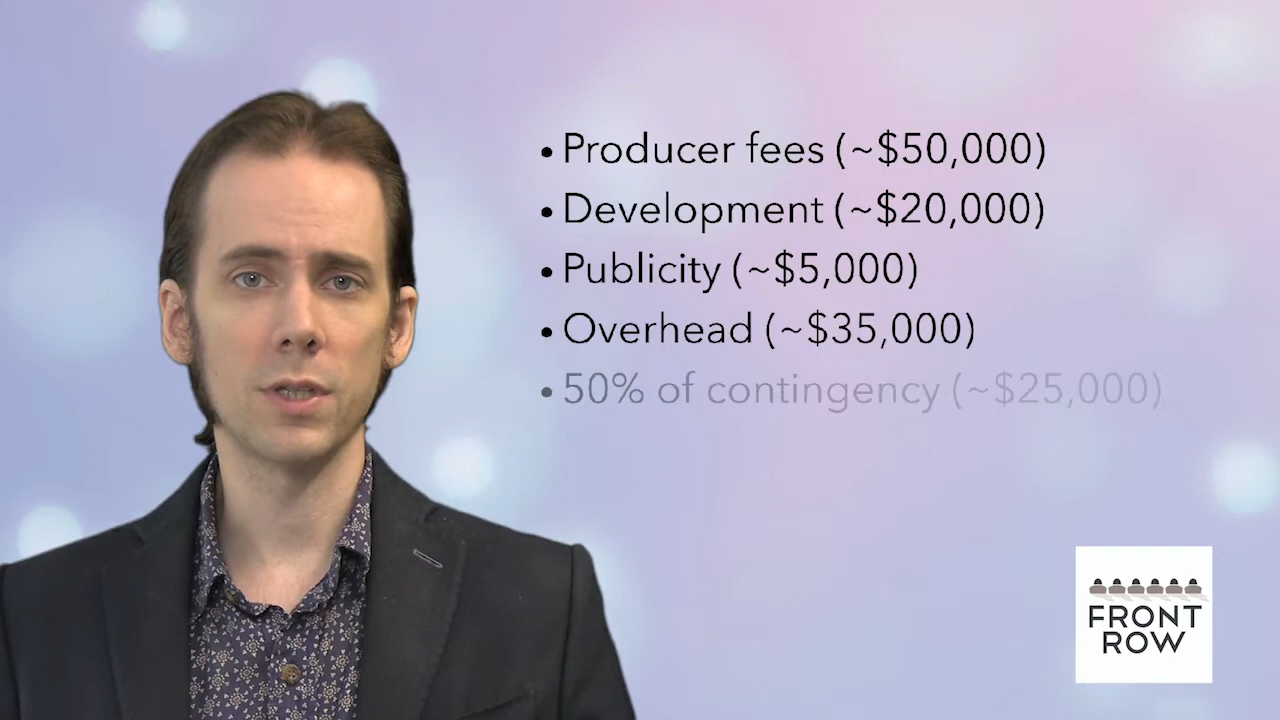 • Producer fees (~$50,000)
• Development (~$20,000)
• Publicity (~$5,000)
• Overhead (~$35,000)
• 50% of contingency (~$25,000)
FRONT
ROW